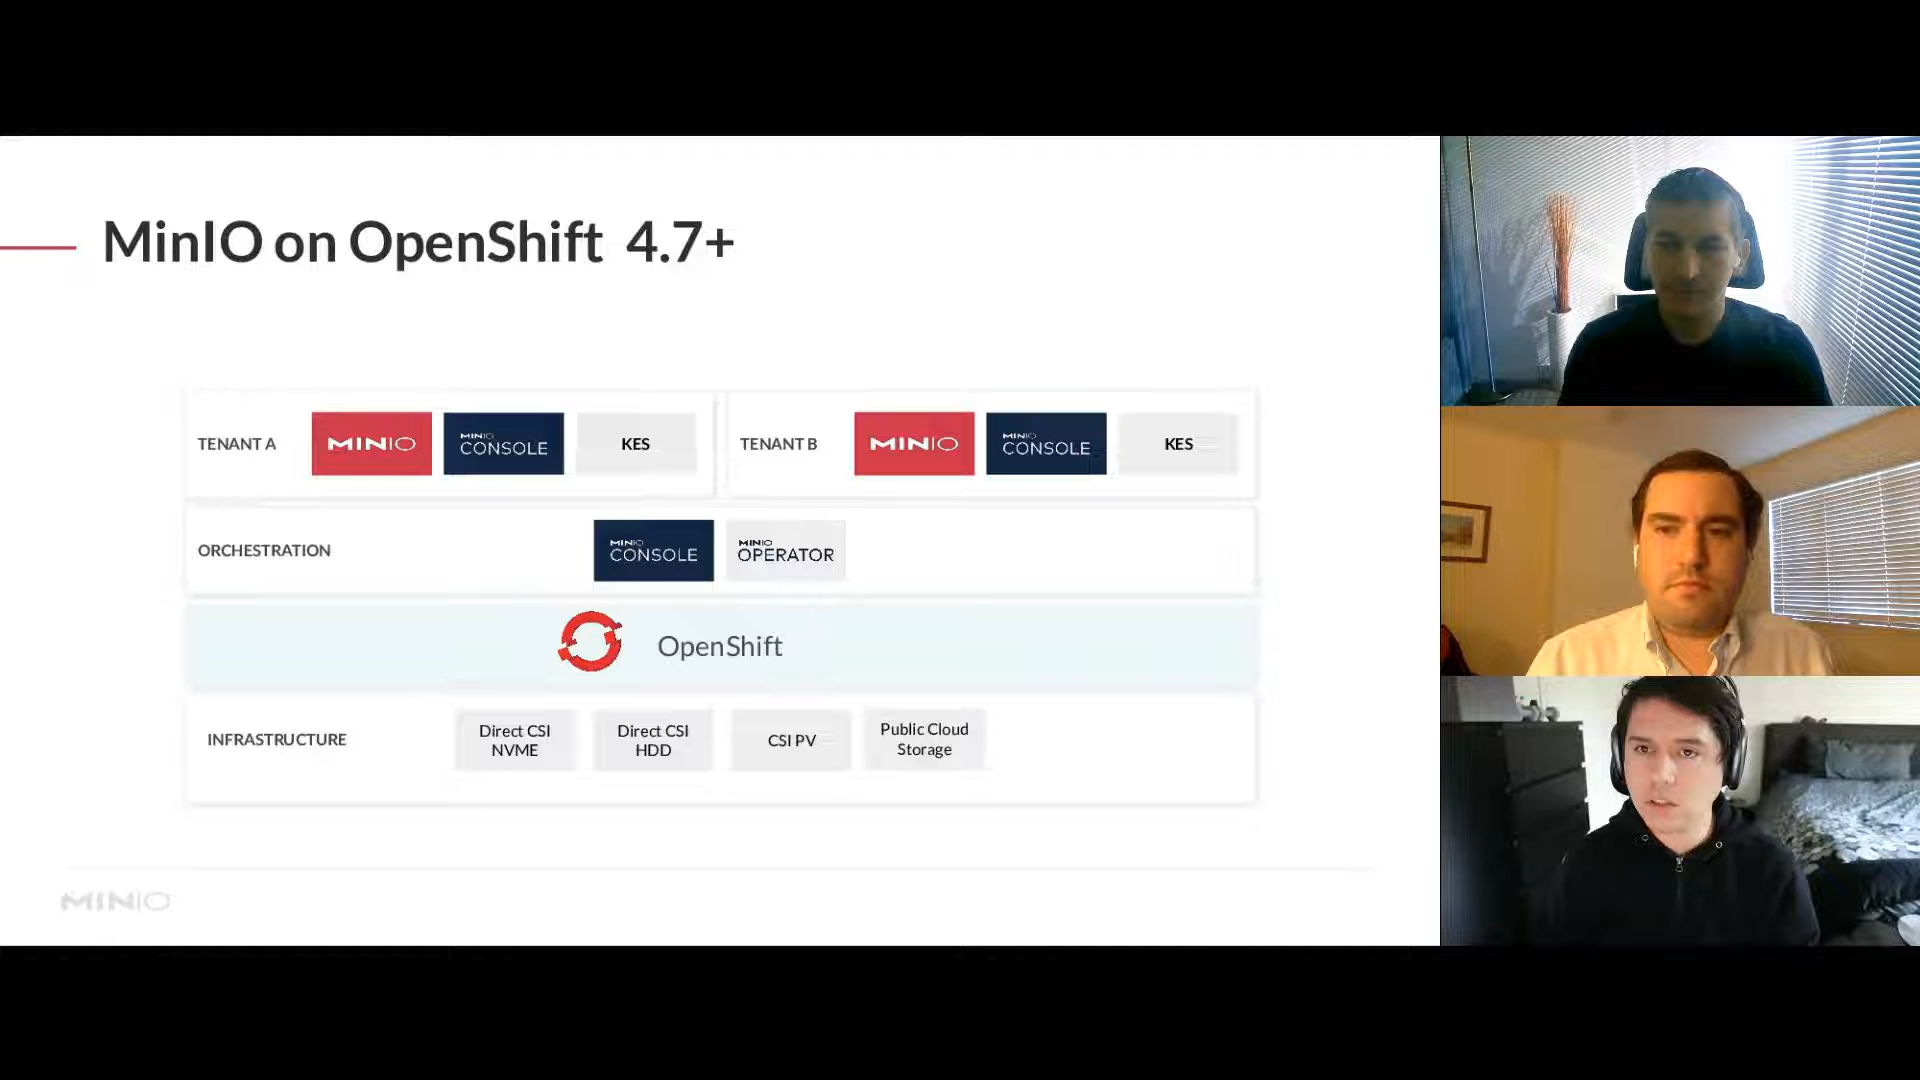 MinIO on OpenShift 4.7+
TENANT A
MINIO
MINIO
CONSOLE
KES
TENANT B
MINIO
MINIO
CONSOLE
KES
ORCHESTRATION
MINIO
CONSOLE
MINIO
OPERATOR
OpenShift
INFRASTRUCTURE
Direct CSI
NVME
Direct CSI
HDD
CSI PV
Public Cloud
Storage
MINIO